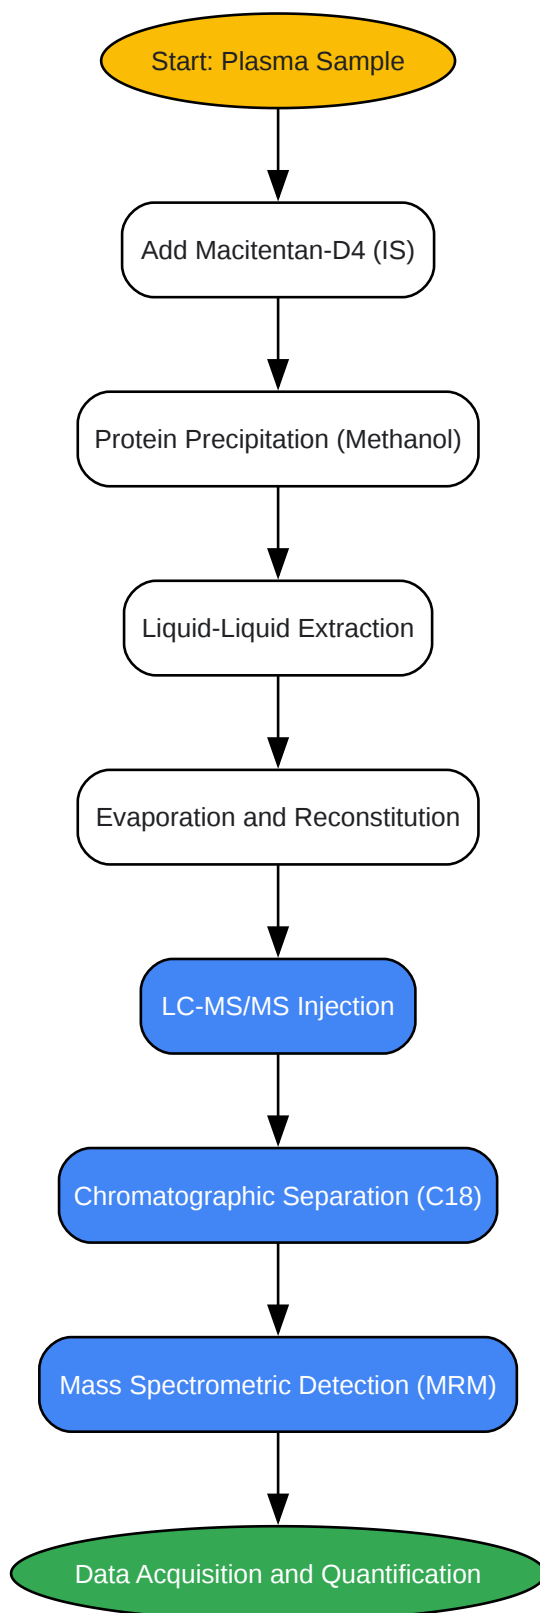 Start: Plasma Sample
Add Macitentan-D4 (IS)
Protein Precipitation (Methanol)
Liquid-Liquid Extraction
Evaporation and Reconstitution
LC-MS/MS Injection
Chromatographic Separation (C18)
Mass Spectrometric Detection (MRM)
Data Acquisition and Quantification